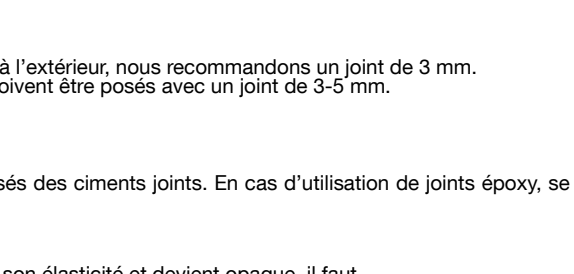 à l’extérieur, nous recommandons un joint de 3 mm.
oivent être posés avec un joint de 3-5 mm.
sés des ciments joints. En cas d’utilisation de joints époxy, se
son élasticité et devient opaque, il faut